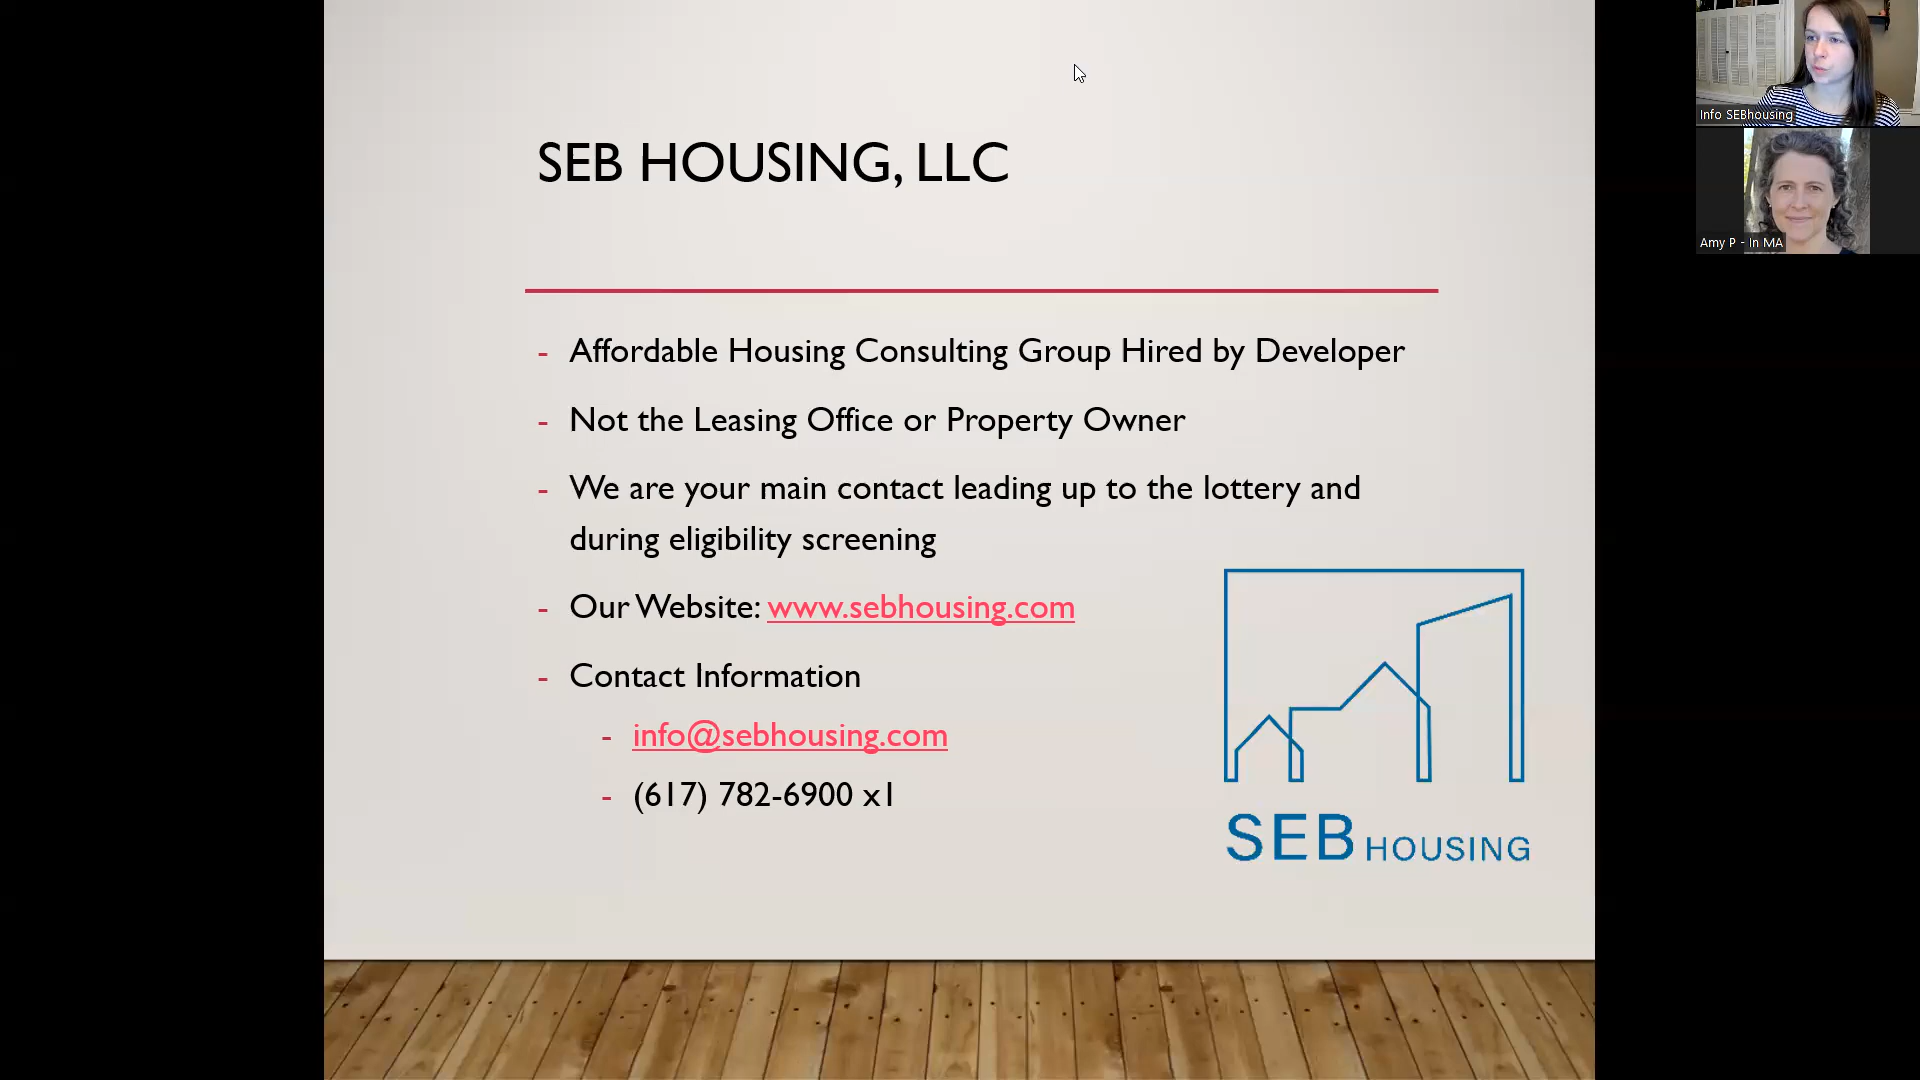 SEB HOUSING, LLC
- Affordable Housing Consulting Group Hired by Developer
- Not the Leasing Office or Property Owner
- We are your main contact leading up to the lottery and
during eligibility screening
- Our Website: www.sebhousing.com
- Contact Information
- info@sebhousing.com
- (617) 782-6900 x1
SEB HOUSING
Info SEBhousing
Amy P - In MA